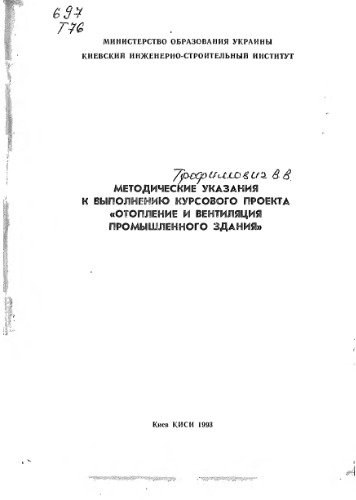 697
Т76
МИНИСТЕРСТВО ОБРАЗОВАНИЯ УКРАИНЫ
КИЕВСКИЙ ИНЖЕНЕРНО-СТРОИТЕЛЬНЫЙ ИНСТИТУТ
Трофимович В.В.
МЕТОДИЧЕСКИЕ УКАЗАНИЯ
К ВЫПОЛНЕНИЮ КУРСОВОГО ПРОЕКТА
«ОТОПЛЕНИЕ И ВЕНТИЛЯЦИЯ
ПРОМЫШЛЕННОГО ЗДАНИЯ»
Киев КИСИ 1993